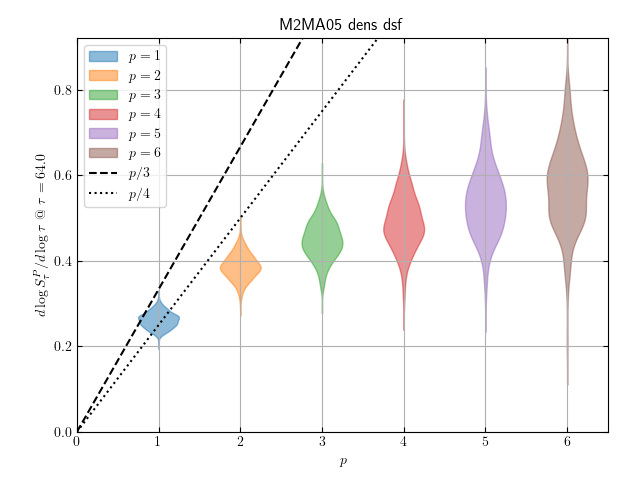 M2MA05 dens dsf
p = 1
p = 2
p = 3
p = 4
p = 5
p = 6
p/3
p/4
d log S_τ^P / d log τ @ τ = 64.0
0.8
0.6
0.4
0.2
0.0
0 1 2 3 4 5 6
p